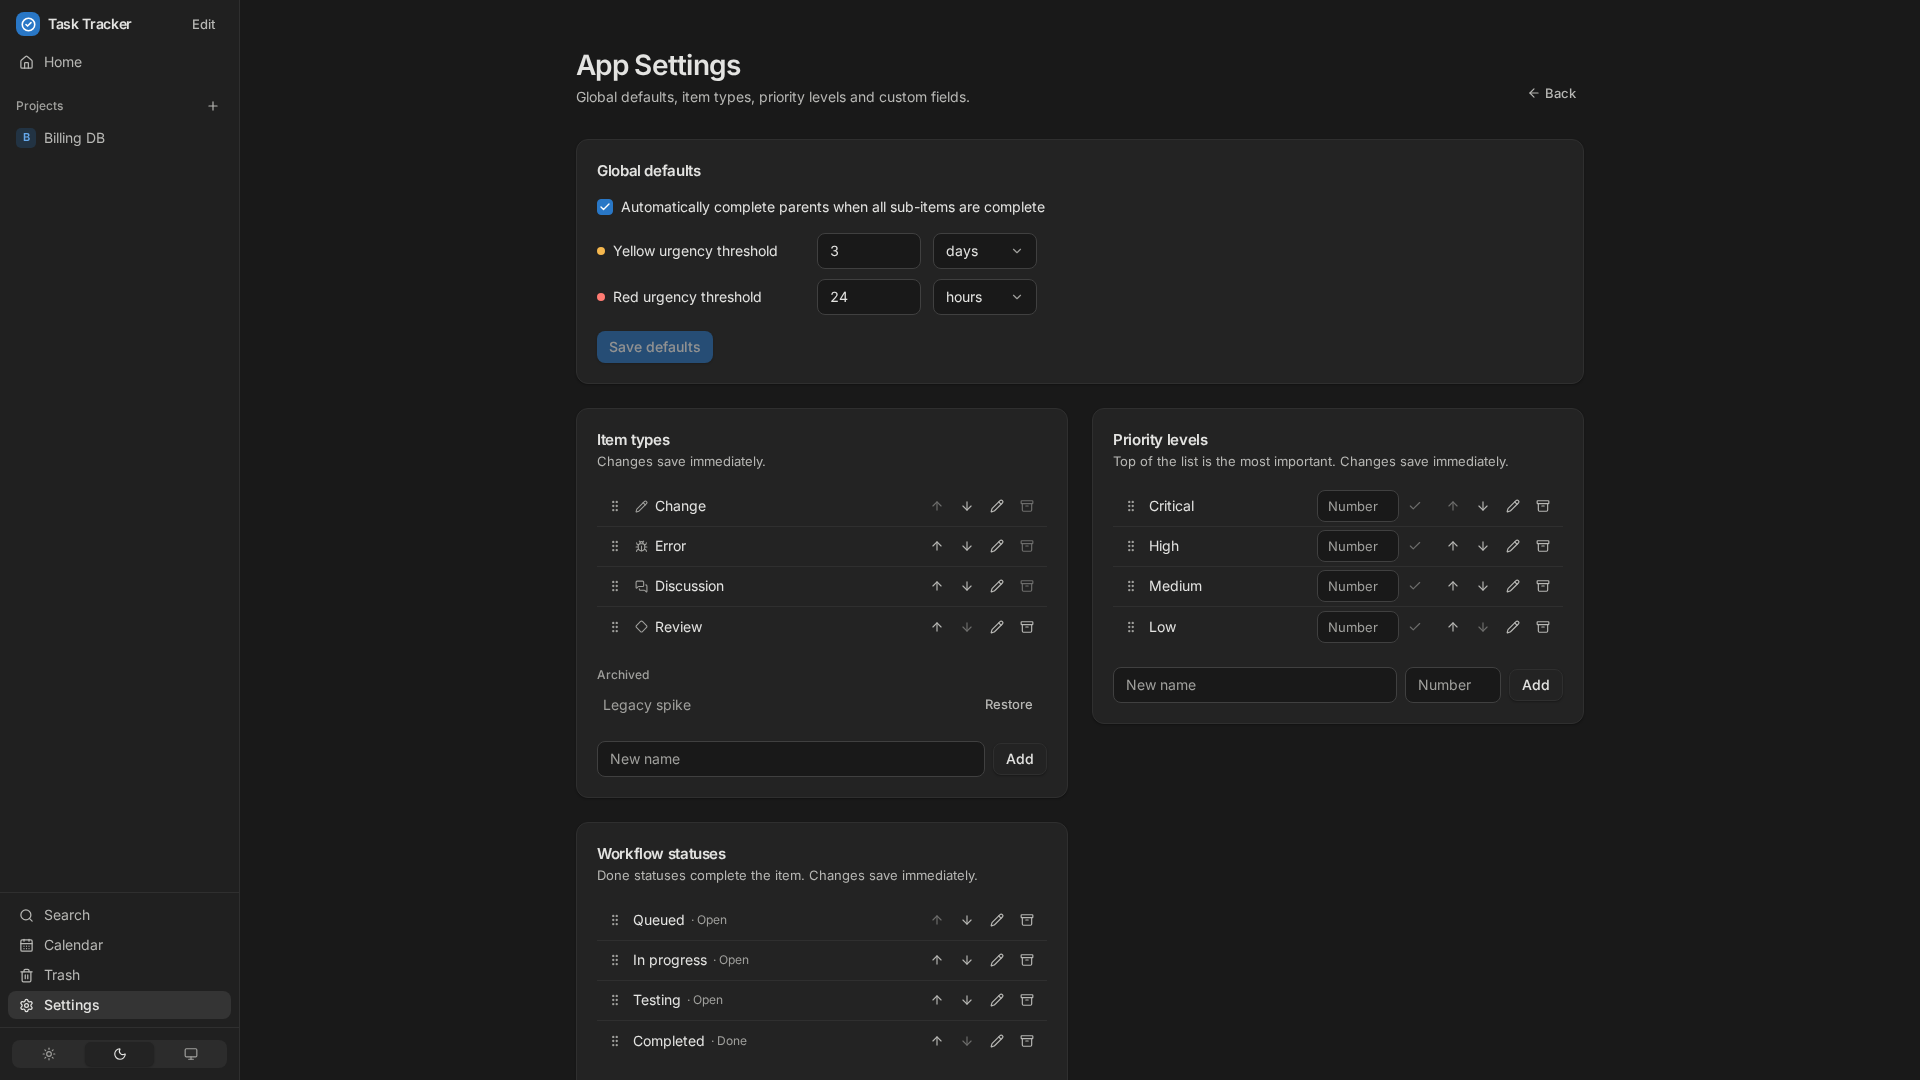 Task Tracker
Edit
Home
Projects
B
Billing DB
Search
Calendar
Trash
Settings
App Settings
Global defaults, item types, priority levels and custom fields.
Back
Global defaults
Automatically complete parents when all sub-items are complete
Yellow urgency threshold 3 days
Red urgency threshold 24 hours
Save defaults
Item types
Changes save immediately.
Change
Error
Discussion
Review
Archived
Legacy spike Restore
New name Add
Priority levels
Top of the list is the most important. Changes save immediately.
Critical Number
High Number
Medium Number
Low Number
New name Number Add
Workflow statuses
Done statuses complete the item. Changes save immediately.
Queued · Open
In progress · Open
Testing · Open
Completed · Done